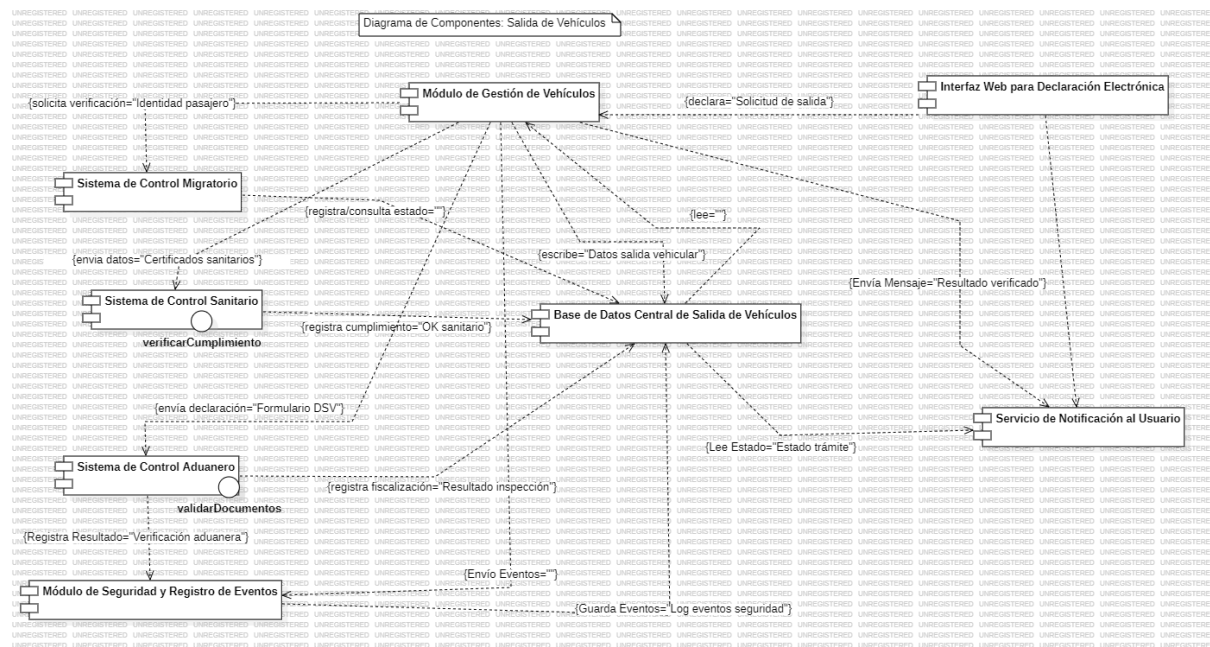 Diagrama de Componentes: Salida de Vehículos
Módulo de Gestión de Vehículos
Interfaz Web para Declaración Electrónica
{solicita verificación="Identidad pasajero"}
{declara="Solicitud de salida"}
Sistema de Control Migratorio
{registra/consulta estado=""}
{lee=""}
{escribe="Datos salida vehicular"}
{envia datos="Certificados sanitarios"}
{Envía Mensaje="Resultado verificado"}
Sistema de Control Sanitario
verificarCumplimiento
{registra cumplimiento="OK sanitario"}
Base de Datos Central de Salida de Vehículos
{envía declaración="Formulario DSV"}
Servicio de Notificación al Usuario
{Lee Estado="Estado trámite"}
Sistema de Control Aduanero
validarDocumentos
{registra fiscalización="Resultado inspección"}
{Registra Resultado="Verificación aduanera"}
{Envío Eventos=""}
Módulo de Seguridad y Registro de Eventos
{Guarda Eventos="Log eventos seguridad"}
UNREGISTERED